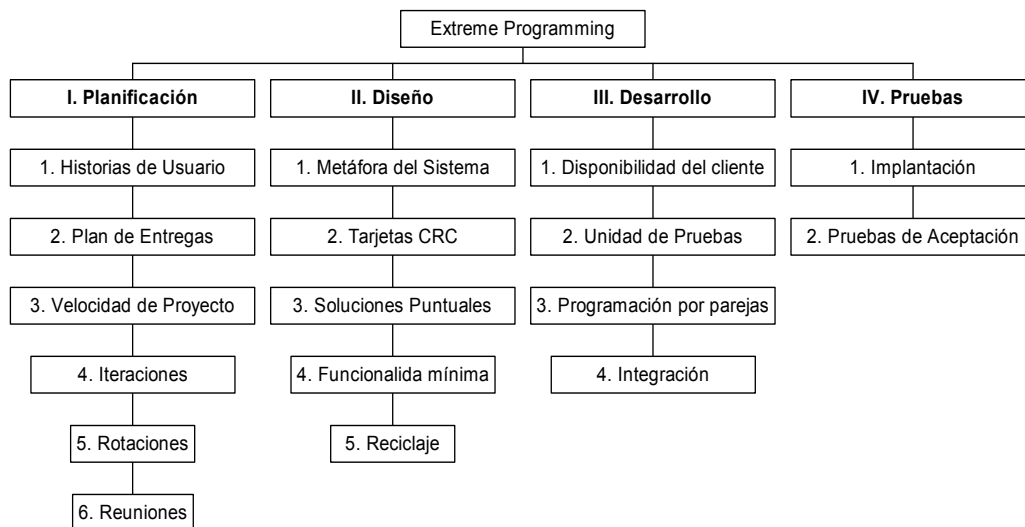 Extreme Programming
I. Planificación
1. Historias de Usuario
2. Plan de Entregas
3. Velocidad de Proyecto
4. Iteraciones
5. Rotaciones
6. Reuniones
II. Diseño
1. Metáfora del Sistema
2. Tarjetas CRC
3. Soluciones Puntuales
4. Funcionalida mínima
5. Reciclaje
III. Desarrollo
1. Disponibilidad del cliente
2. Unidad de Pruebas
3. Programación por parejas
4. Integración
IV. Pruebas
1. Implantación
2. Pruebas de Aceptación